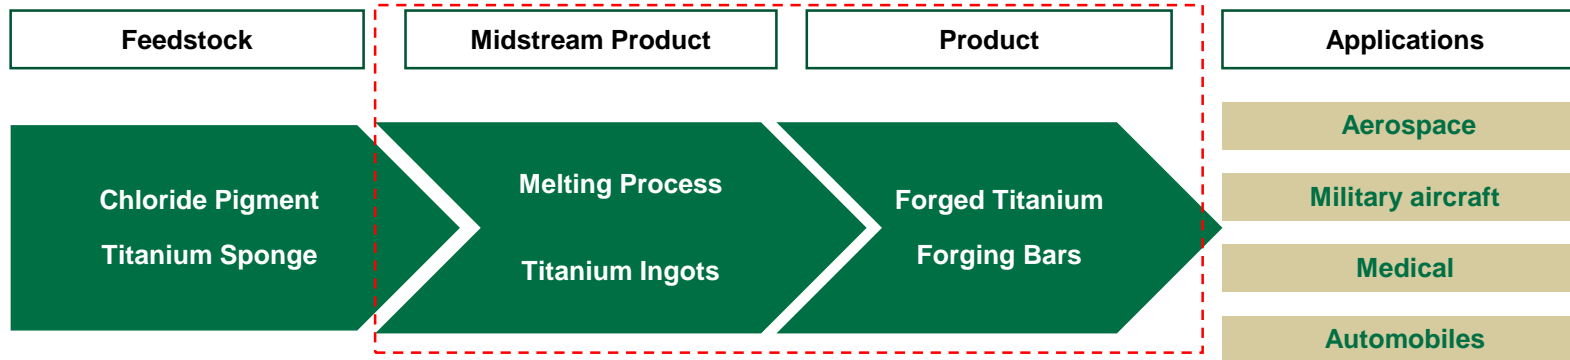 Feedstock
Midstream Product
Product
Applications
Chloride Pigment
Titanium Sponge
Melting Process
Titanium Ingots
Forged Titanium
Forging Bars
Aerospace
Military aircraft
Medical
Automobiles